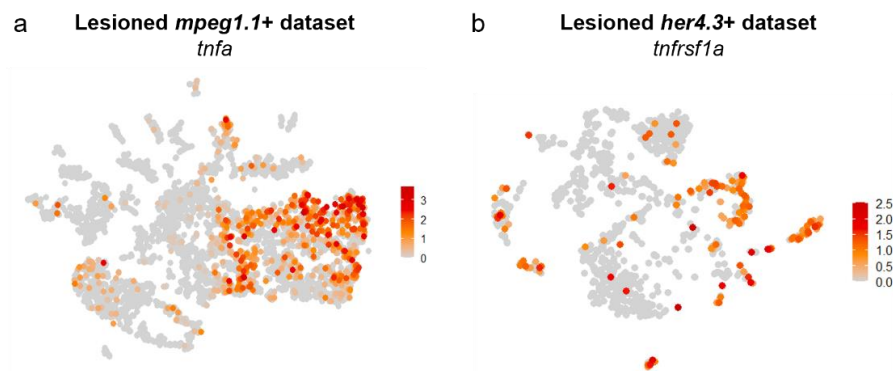 a
Lesioned mpeg1.1+ dataset
tnfa
3
2
1
0
b
Lesioned her4.3+ dataset
tnfrsf1a
2.5
2.0
1.5
1.0
0.5
0.0